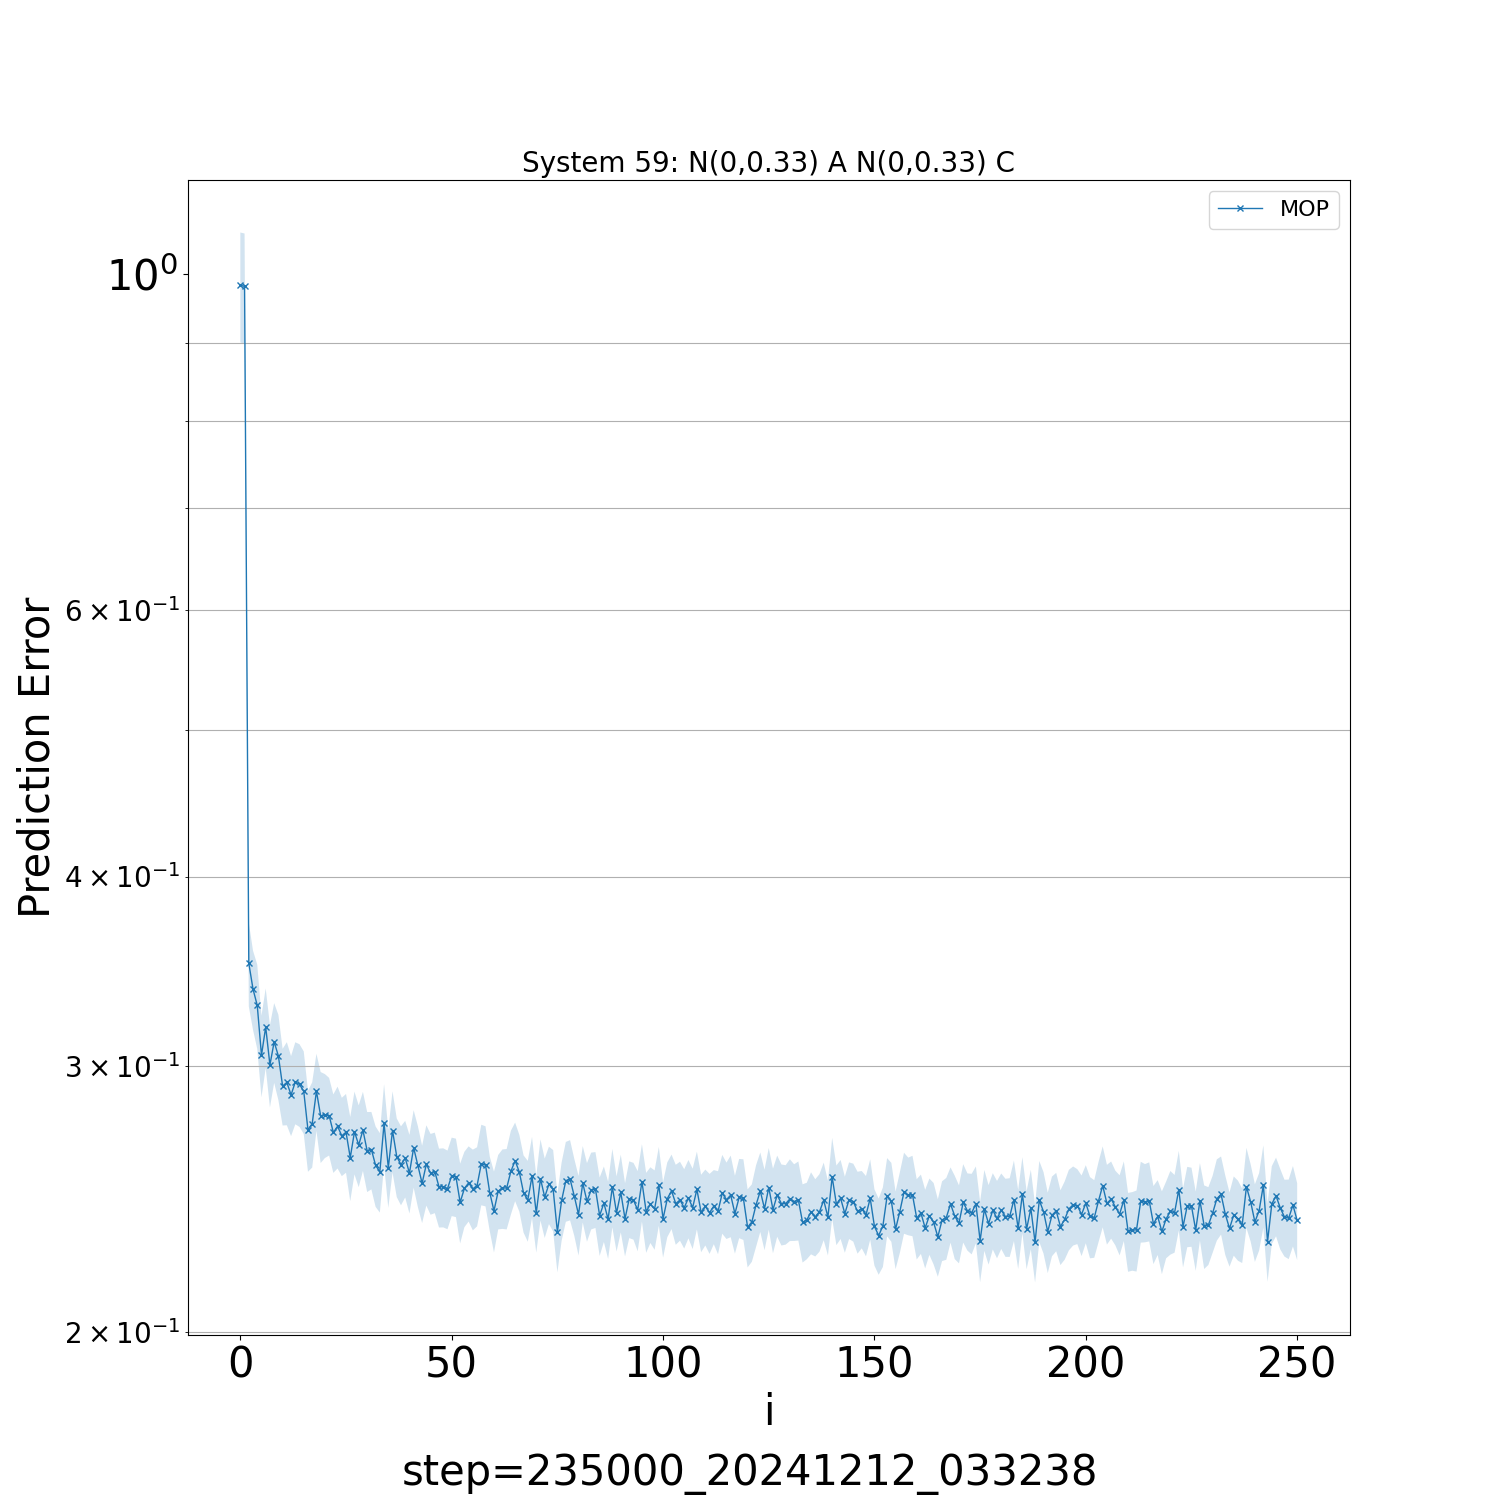 System 59: N(0,0.33) A N(0,0.33) C
MOP
10⁰
6 × 10⁻¹
4 × 10⁻¹
3 × 10⁻¹
2 × 10⁻¹
Prediction Error
0 50 100 150 200 250
i
step=235000_20241212_033238